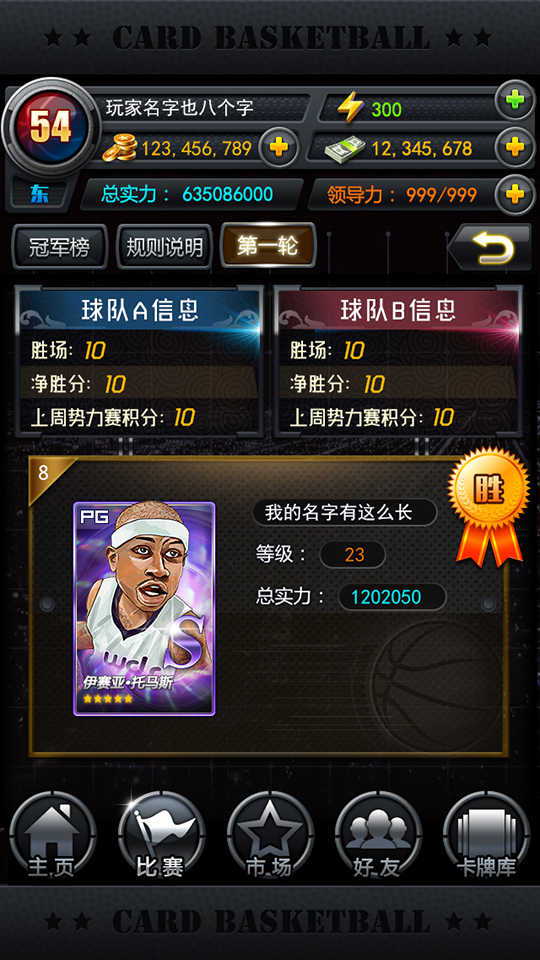 CARD BASKETBALL
54
玩家名字也八个字
300
123,456,789
12,345,678
东
总实力： 635085000
领导力： 999/999
冠军榜
规则说明
第一轮
球队A信息
胜场: 10
净胜分: 10
上周势力赛积分: 10
球队B信息
胜场: 10
净胜分: 10
上周势力赛积分: 10
8
胜
PG
S
伊赛亚·托马斯
我的名字有这么长
等级： 23
总实力： 1202050
主页
比赛
市场
好友
卡牌库
CARD BASKETBALL